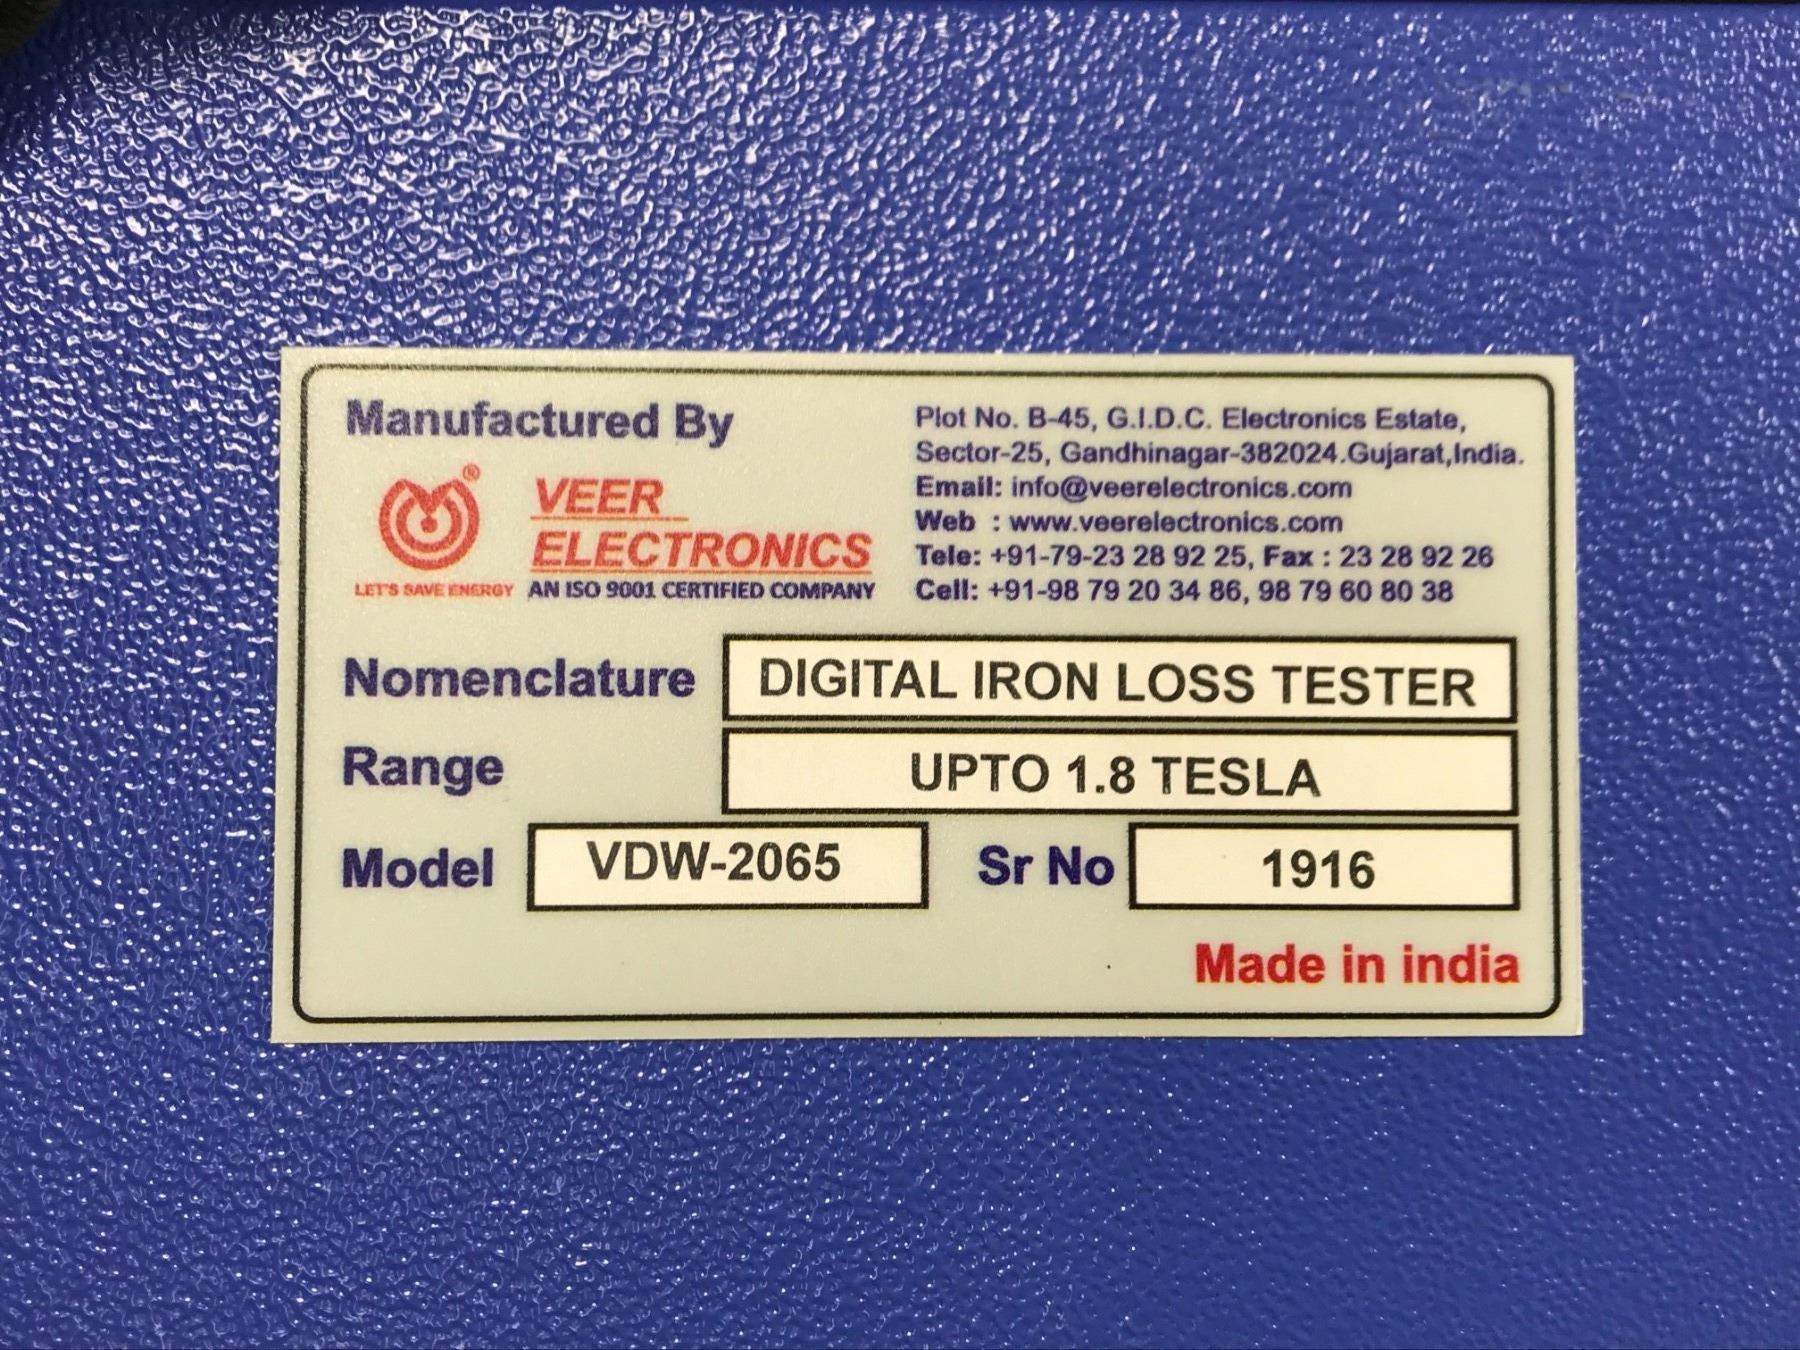 Manufactured By
®
VEER
ELECTRONICS
LET'S SAVE ENERGY
AN ISO 9001 CERTIFIED COMPANY
Plot No. B-45, G.I.D.C. Electronics Estate,
Sector-25, Gandhinagar-382024.Gujarat,India.
Email: info@veerelectronics.com
Web : www.veerelectronics.com
Tele: +91-79-23 28 92 25, Fax : 23 28 92 26
Cell: +91-98 79 20 34 86, 98 79 60 80 38
Nomenclature DIGITAL IRON LOSS TESTER
Range UPTO 1.8 TESLA
Model VDW-2065 Sr No 1916
Made in india